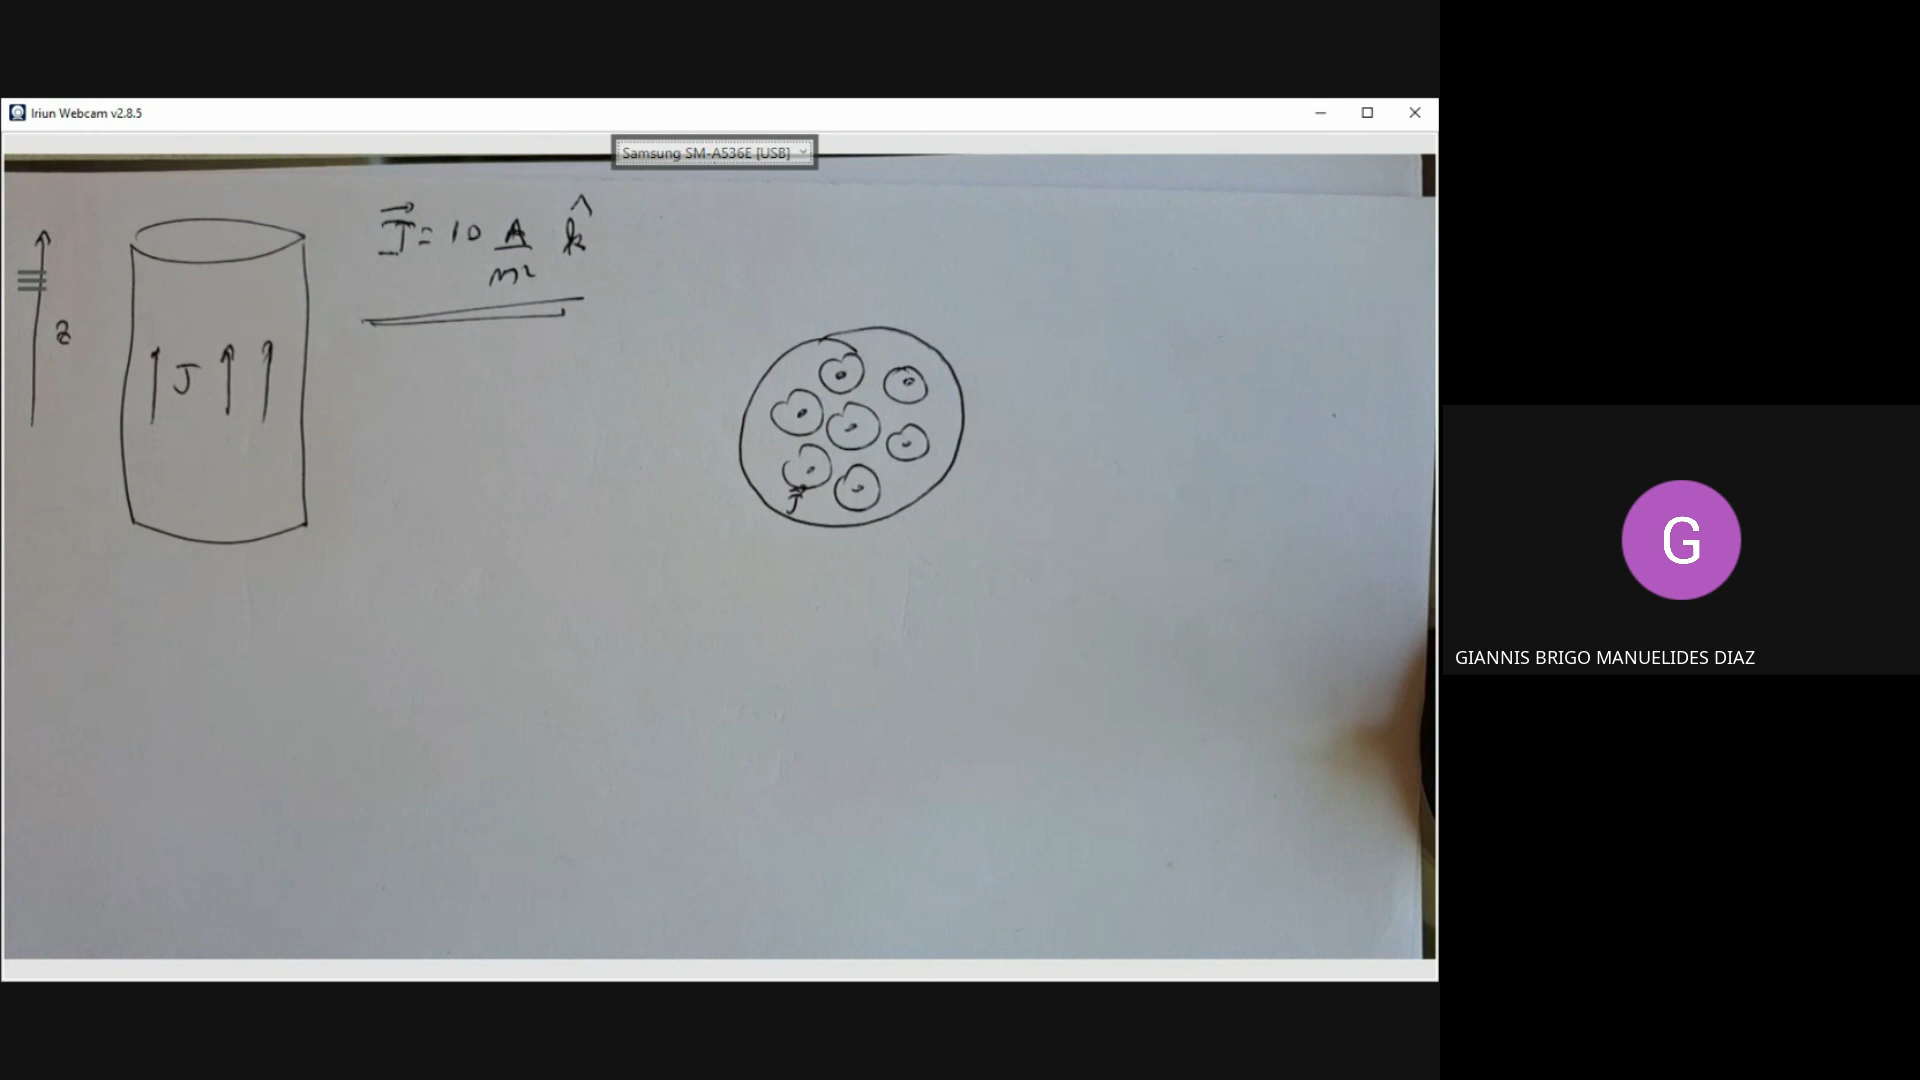 Iriun Webcam v2.8.5
Samsung SM-A536E [USB]
J = 10 A/m² k̂
z
J
J
G
GIANNIS BRIGO MANUELIDES DIAZ